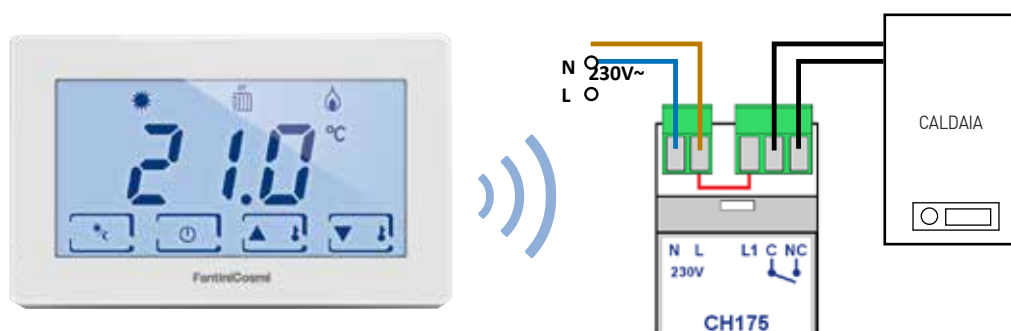 21.0 °C
FantiniCosmi
N 230V~
L
CALDAIA
N L L1 C NC
230V
CH175